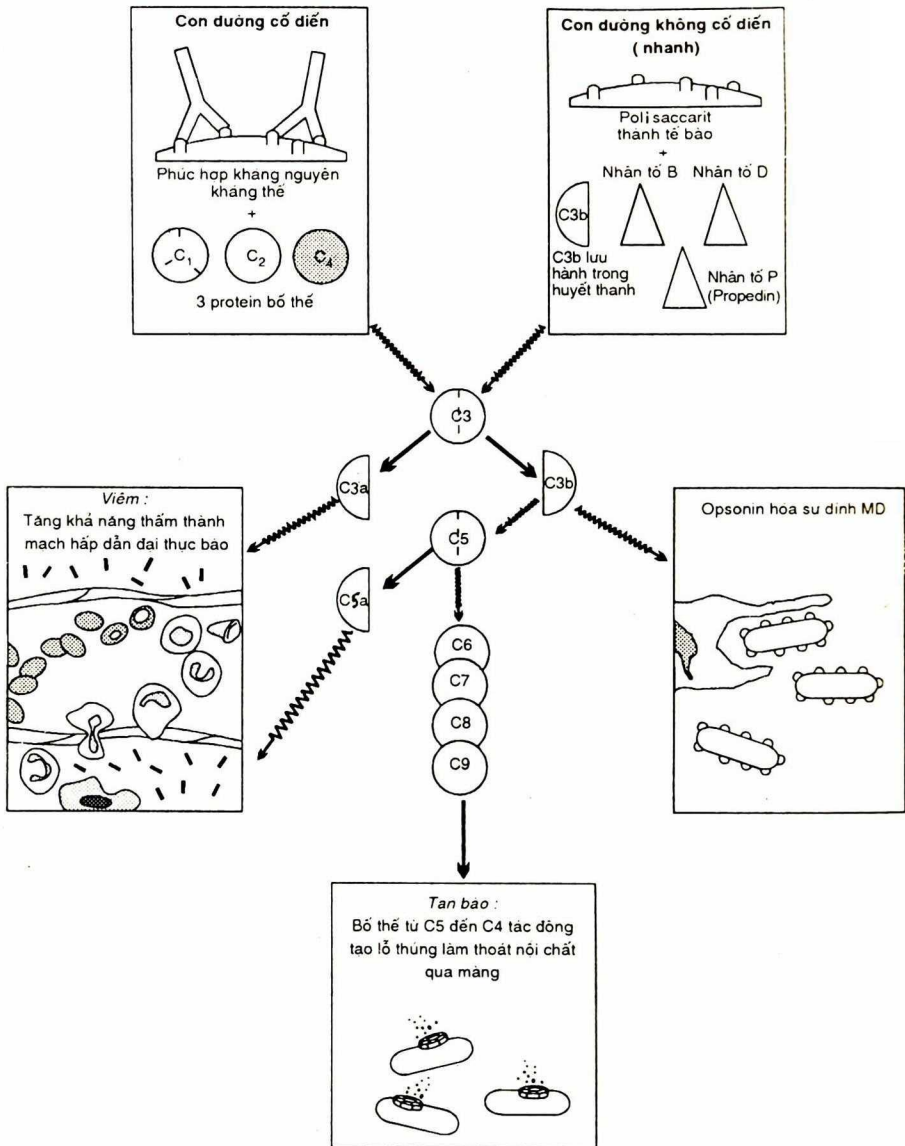 Con đường cổ điển
Phức hợp kháng nguyên
kháng thể
+
C1
C2
C4
3 protein bổ thể
Con đường không cổ điển
( nhanh)
Polisaccarit
thành tế bào
+
Nhân tố B
Nhân tố D
C3b
C3b lưu
hành trong
huyết thanh
Nhân tố P
(Propedin)
C3
C3a
C3b
C5
C5a
C6
C7
C8
C9
Viêm :
Tăng khả năng thấm thành
mạch hấp dẫn đại thực bào
Opsonin hóa sự dính MD
Tan bào :
Bổ thể từ C5 đến C4 tác động
tạo lỗ thủng làm thoát nội chất
qua màng